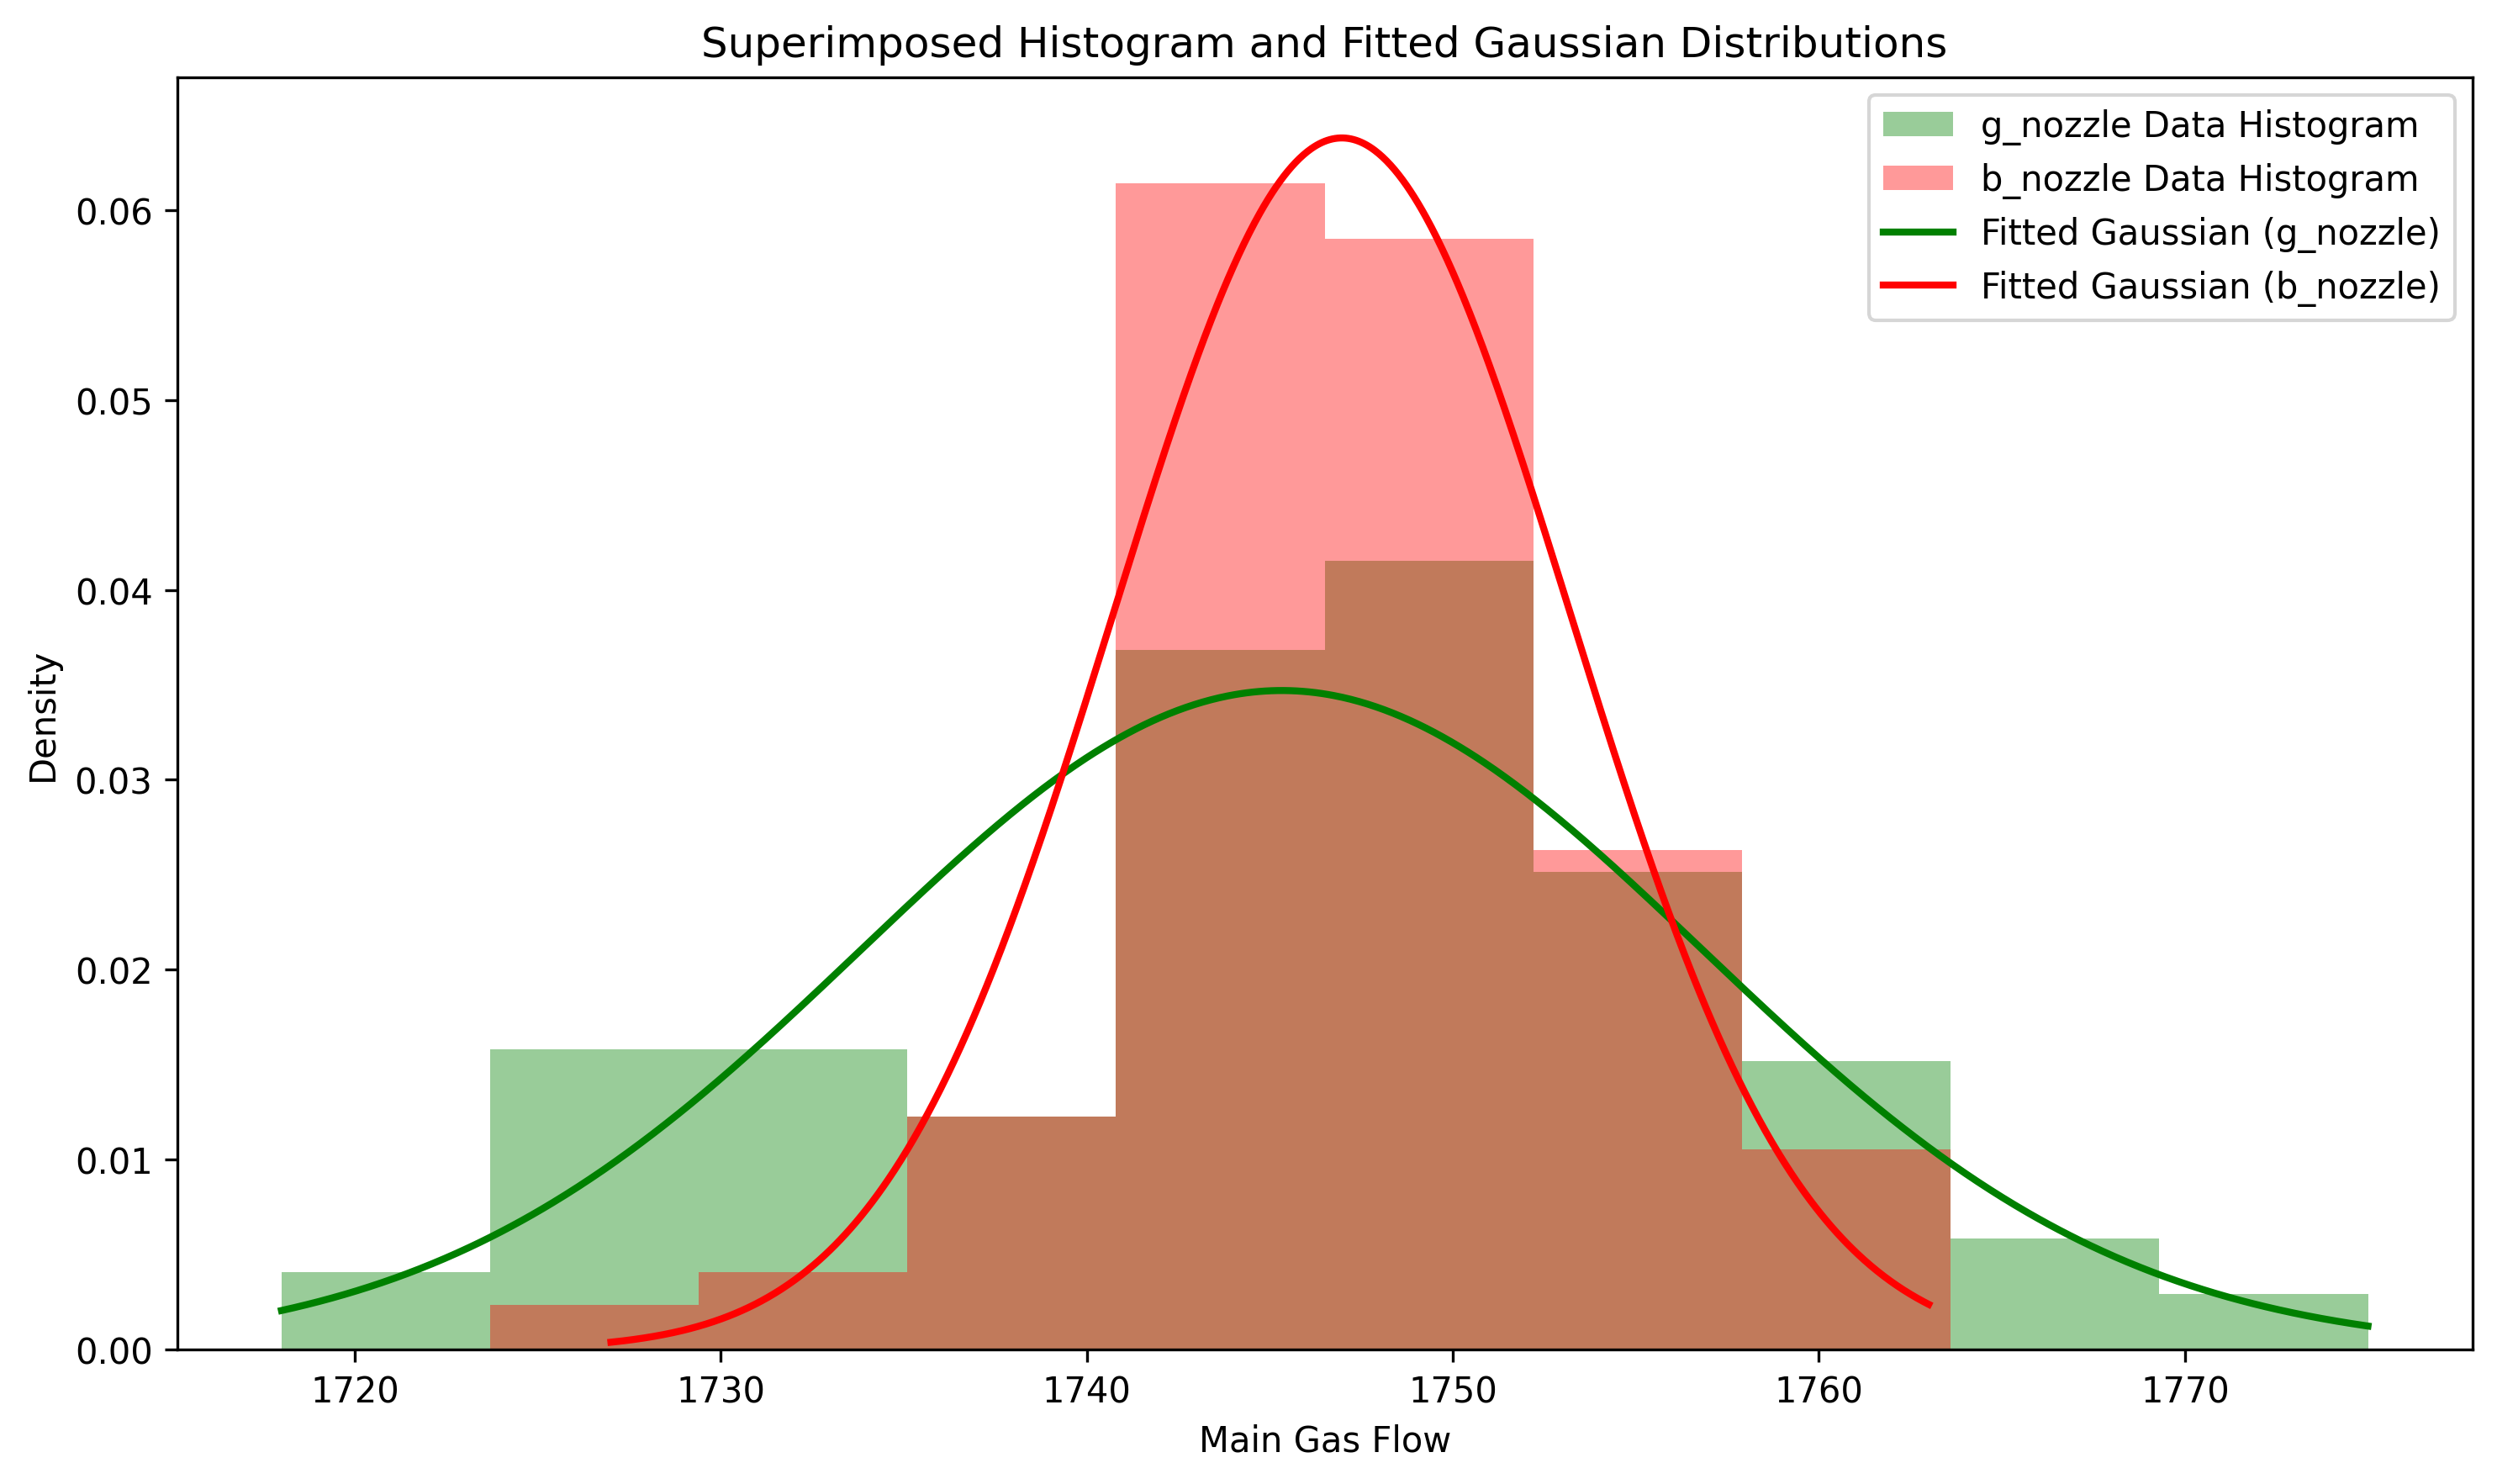 Superimposed Histogram and Fitted Gaussian Distributions
g_nozzle Data Histogram
b_nozzle Data Histogram
Fitted Gaussian (g_nozzle)
Fitted Gaussian (b_nozzle)
Density
0.06
0.05
0.04
0.03
0.02
0.01
0.00
1720 1730 1740 1750 1760 1770
Main Gas Flow